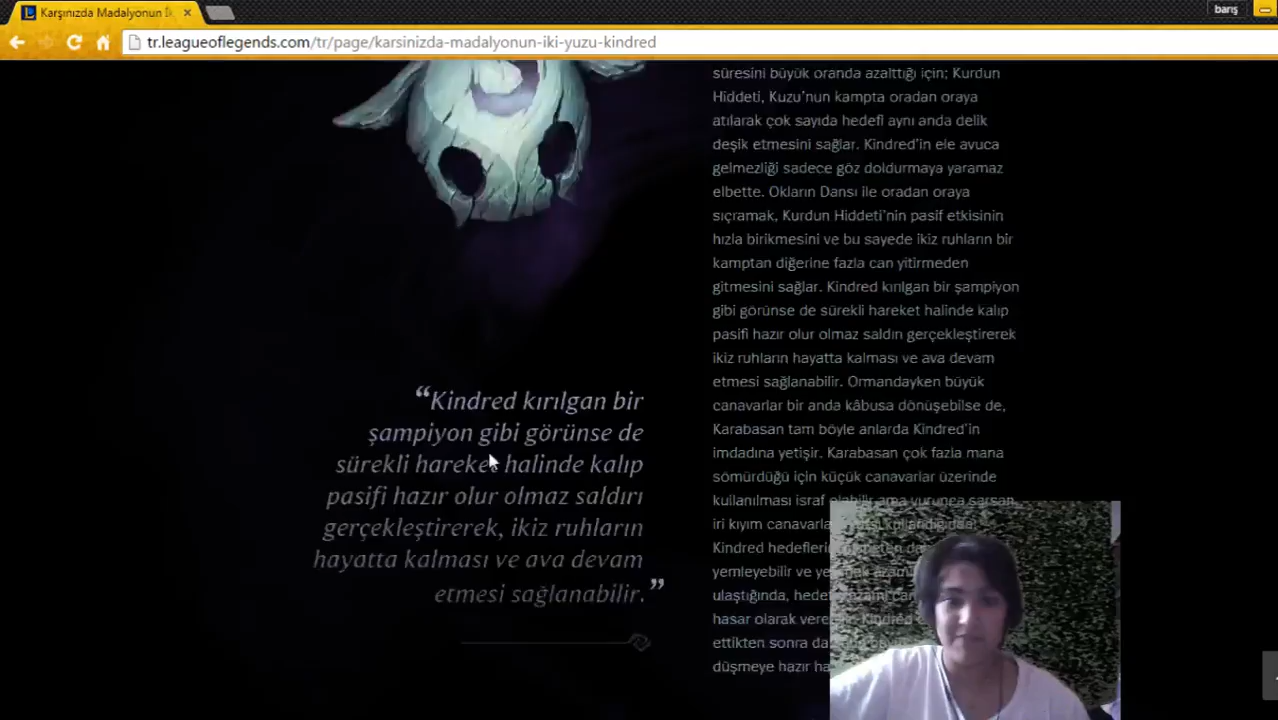 Karşınızda Madalyonun İk
barış
tr.leagueoflegends.com/tr/page/karsinizda-madalyonun-iki-yuzu-kindred
"Kindred kırılgan bir
şampiyon gibi görünse de
sürekli hareket halinde kalıp
pasifi hazır olur olmaz saldırı
gerçekleştirerek, ikiz ruhların
hayatta kalması ve ava devam
etmesi sağlanabilir."
süresini büyük oranda azalttığı için; Kurdun
Hiddeti, Kuzu'nun kampta oradan oraya
atılarak çok sayıda hedefi aynı anda delik
deşik etmesini sağlar. Kindred'in ele avuca
gelmezliği sadece göz doldurmaya yaramaz
elbette. Okların Dansı ile oradan oraya
sıçramak, Kurdun Hiddeti'nin pasif etkisinin
hızla birikmesini ve bu sayede ikiz ruhların bir
kamptan diğerine fazla can yitirmeden
gitmesini sağlar. Kindred kırılgan bir şampiyon
gibi görünse de sürekli hareket halinde kalıp
pasifi hazır olur olmaz saldırı gerçekleştirerek
ikiz ruhların hayatta kalması ve ava devam
etmesi sağlanabilir. Ormandayken büyük
canavarlar bir anda kâbusa dönüşebilse de,
Karabasan tam böyle anlarda Kindred'in
imdadına yetişir. Karabasan çok fazla mana
sömürdüğü için küçük canavarlar üzerinde
kullanılması israf olabilir ama vurunca sarsan
iri kıyım canavarla
Kindred hedefleri
yemleyebilir ve
ulaştığında,
hasar olarak
ettikten sonra
düşmeye hazır